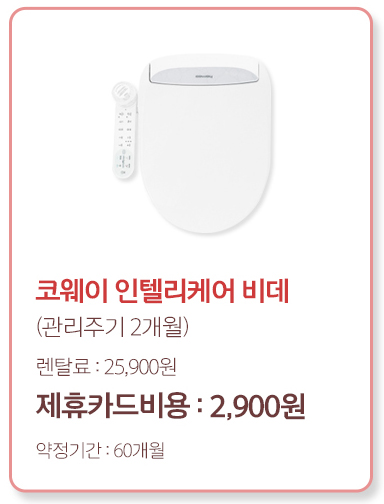 코웨이 인텔리케어 비데
(관리주기 2개월)
렌탈료 : 25,900원
제휴카드비용 : 2,900원
약정기간 : 60개월